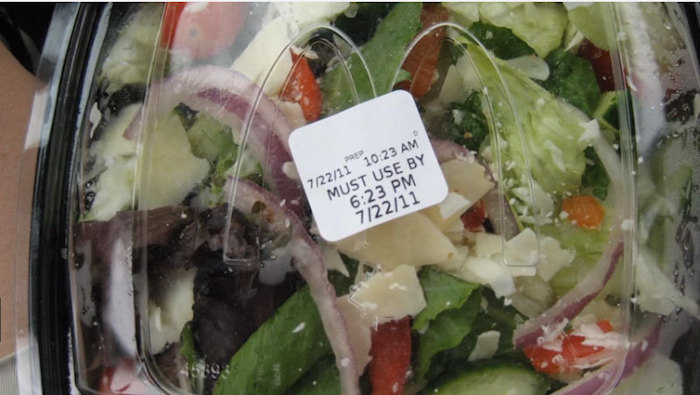 PREP D
7/22/11 10:23 AM
MUST USE BY
6:23 PM
7/22/11